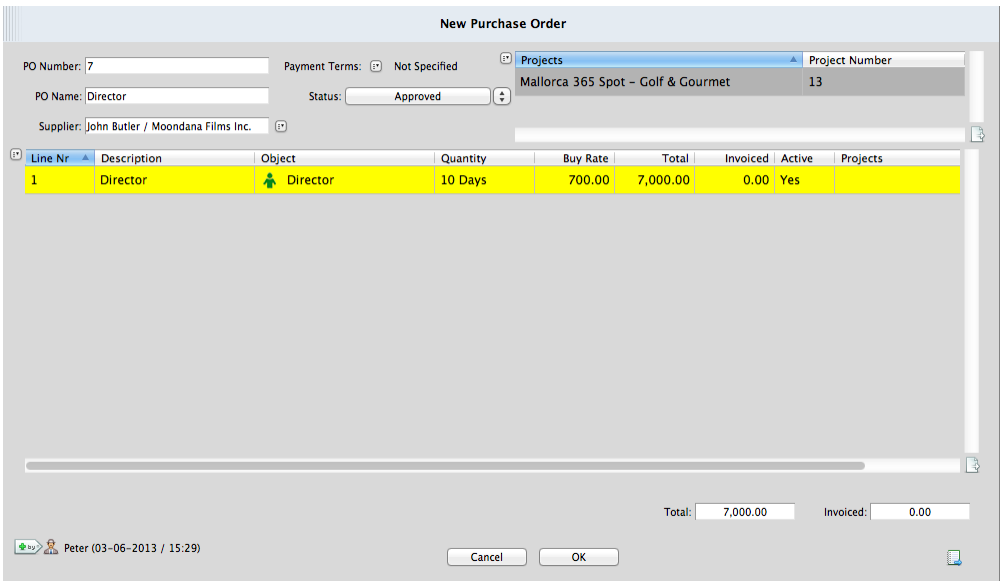 New Purchase Order
PO Number: 7
Payment Terms: Not Specified
Projects Project Number
Mallorca 365 Spot – Golf & Gourmet 13
PO Name: Director
Status: Approved
Supplier: John Butler / Moondana Films Inc.
Line Nr Description Object Quantity Buy Rate Total Invoiced Active Projects
1 Director Director 10 Days 700.00 7,000.00 0.00 Yes
Total: 7,000.00 Invoiced: 0.00
by Peter (03-06-2013 / 15:29)
Cancel OK